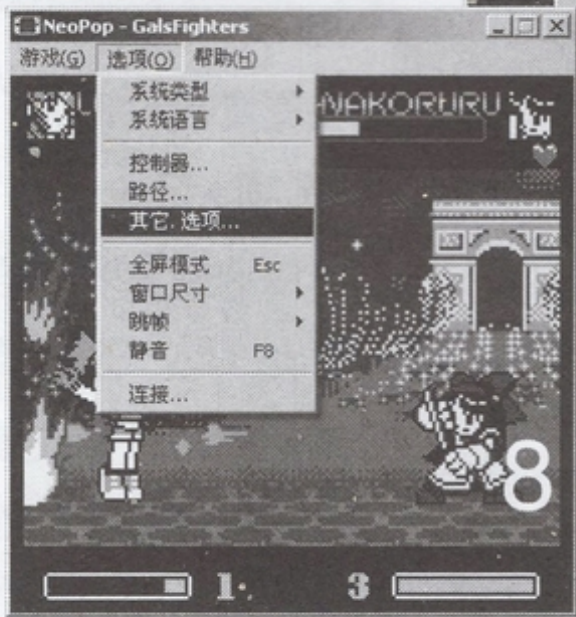 NeoPop - GalsFighters
游戏(G) 选项(O) 帮助(H)
NAKORURU
系统类型
系统语言
控制器...
路径...
其它.选项...
全屏模式 Esc
窗口尺寸
跳帧
静音 F8
连接...
8
1 3